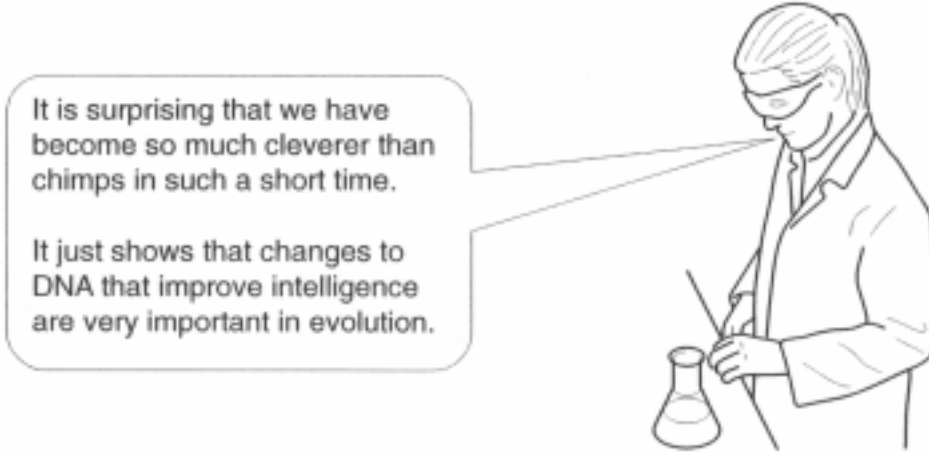 It is surprising that we have
become so much cleverer than
chimps in such a short time.
It just shows that changes to
DNA that improve intelligence
are very important in evolution.